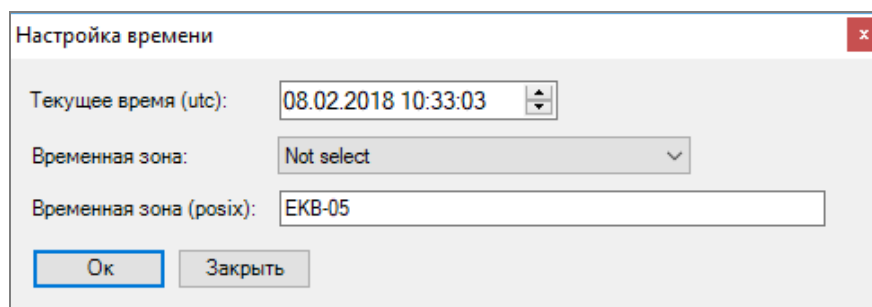 Настройка времени
x
Текущее время (utc): 08.02.2018 10:33:03
Временная зона: Not select
Временная зона (posix): EKB-05
Ок Закрыть